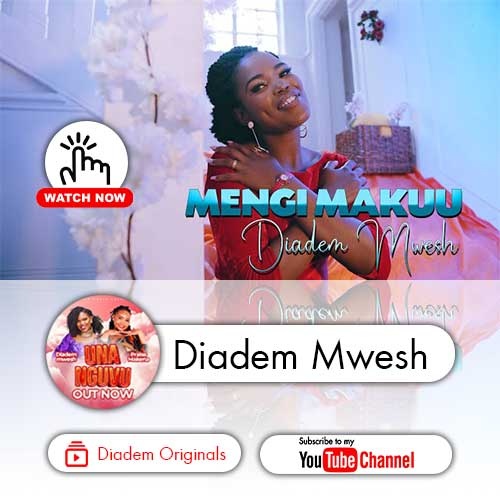 WATCH NOW
MENGI MAKUU
Diadem Mwesh
Diadem
mwesh
UNA
NGUVU
OUT NOW
Diadem Mwesh
Diadem Originals
Subscribe to my
YouTube Channel